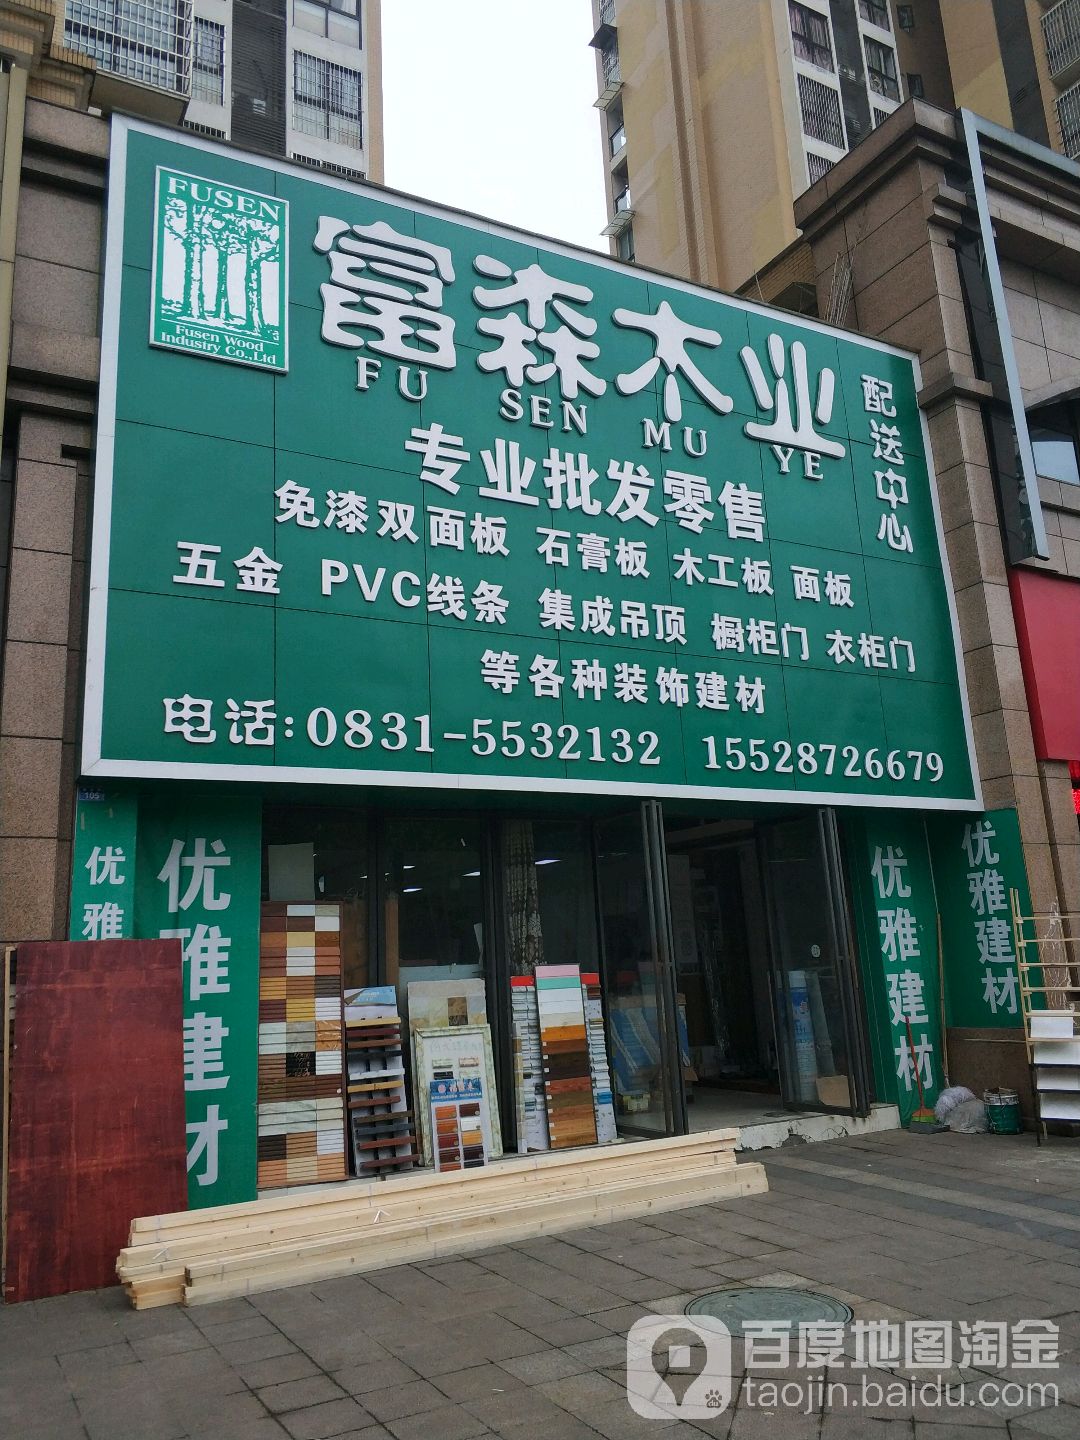 FUSEN
Fusen Wood
Industry Co.,Ltd
富森木业
FU SEN MU YE
配送中心
专业批发零售
免漆双面板 石膏板 木工板 面板
五金 PVC线条 集成吊顶 橱柜门 衣柜门
等各种装饰建材
电话:0831-5532132 15528726679
105
优雅
优雅建材
优雅建材
优雅建材
百度地图淘金
taojin.baidu.com